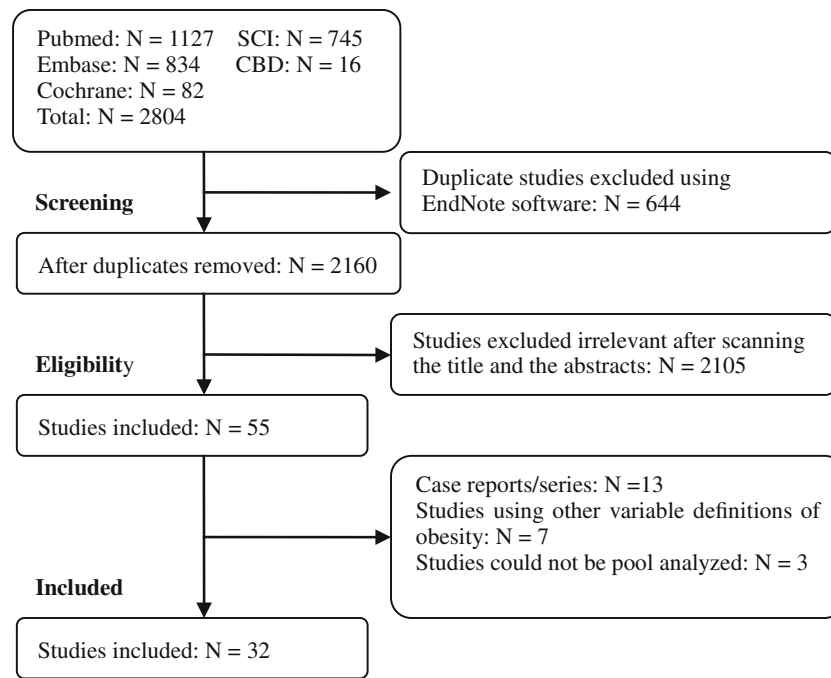 Pubmed: N = 1127 SCI: N = 745
Embase: N = 834 CBD: N = 16
Cochrane: N = 82
Total: N = 2804
Duplicate studies excluded using
EndNote software: N = 644
Screening
After duplicates removed: N = 2160
Studies excluded irrelevant after scanning
the title and the abstracts: N = 2105
Eligibility
Studies included: N = 55
Case reports/series: N =13
Studies using other variable definitions of
obesity: N = 7
Studies could not be pool analyzed: N = 3
Included
Studies included: N = 32